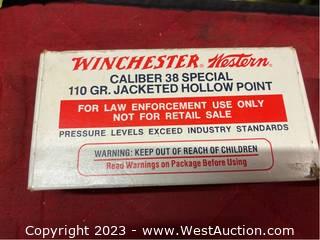 WINCHESTER Western
CALIBER 38 SPECIAL
110 GR. JACKETED HOLLOW POINT
FOR LAW ENFORCEMENT USE ONLY
NOT FOR RETAIL SALE
PRESSURE LEVELS EXCEED INDUSTRY STANDARDS
WARNING: KEEP OUT OF REACH OF CHILDREN
Read Warnings on Package Before Using
Copyright 2023 - WestAuction.com